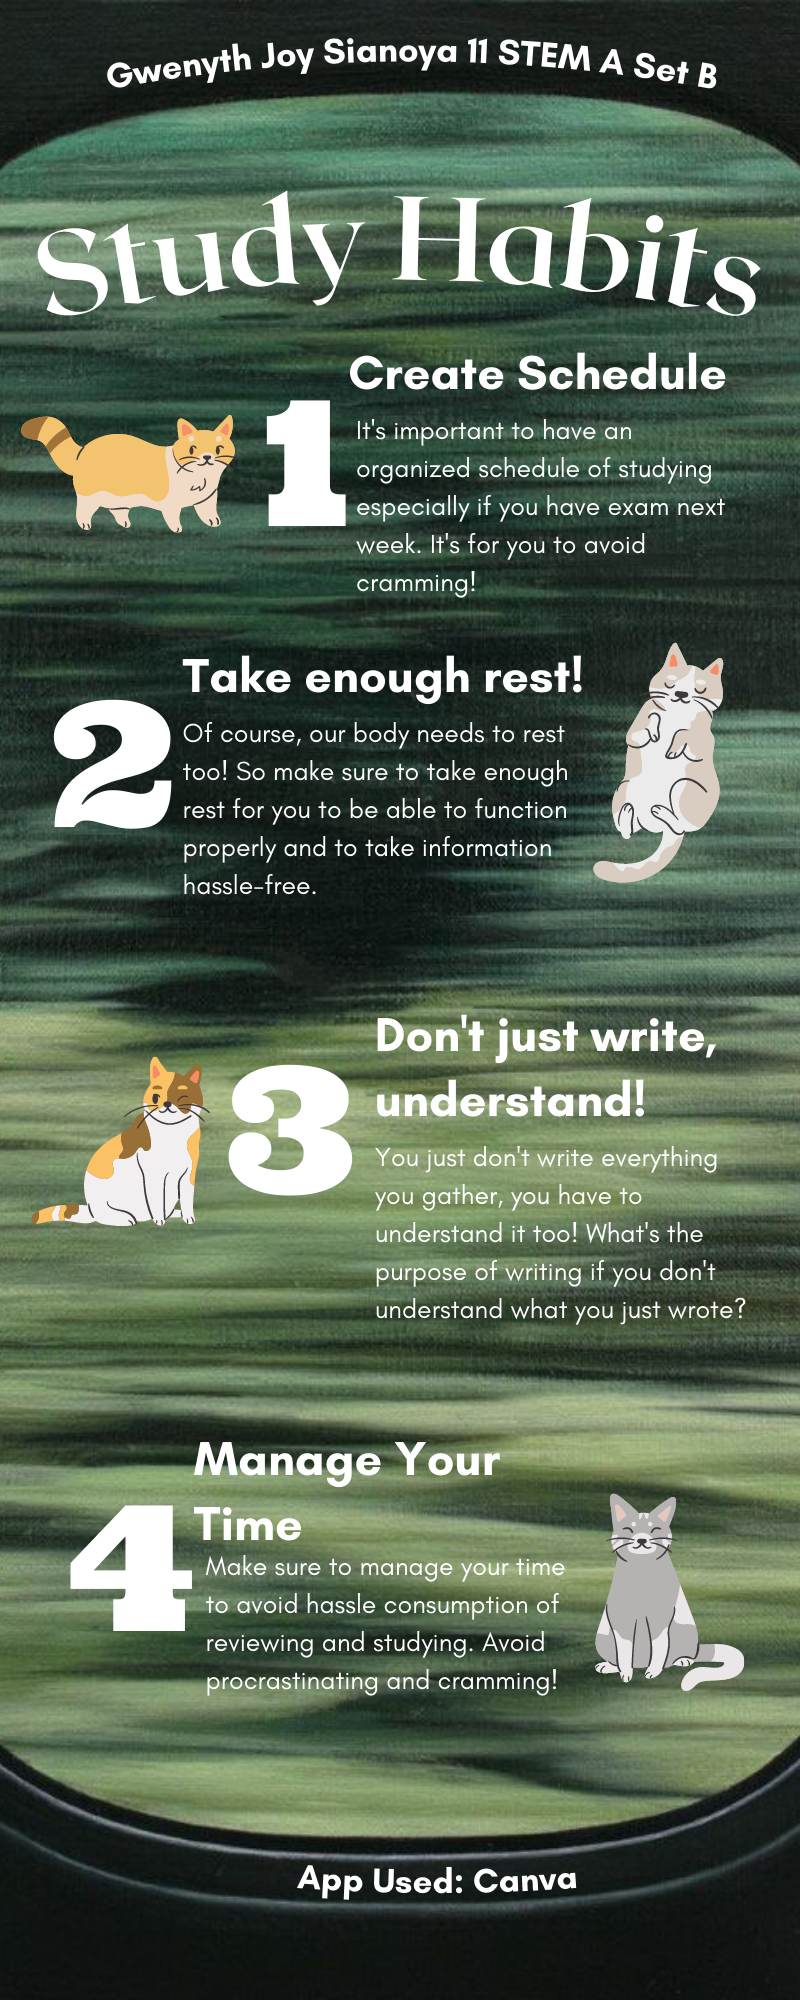 Gwenyth Joy Sianoya 11 STEM A Set B
Study Habits
Create Schedule
1
It's important to have an
organized schedule of studying
especially if you have exam next
week. It's for you to avoid
cramming!
Take enough rest!
2
Of course, our body needs to rest
too! So make sure to take enough
rest for you to be able to function
properly and to take information
hassle-free.
Don't just write,
understand!
3
You just don't write everything
you gather, you have to
understand it too! What's the
purpose of writing if you don't
understand what you just wrote?
Manage Your
Time
4
Make sure to manage your time
to avoid hassle consumption of
reviewing and studying. Avoid
procrastinating and cramming!
App Used: Canva